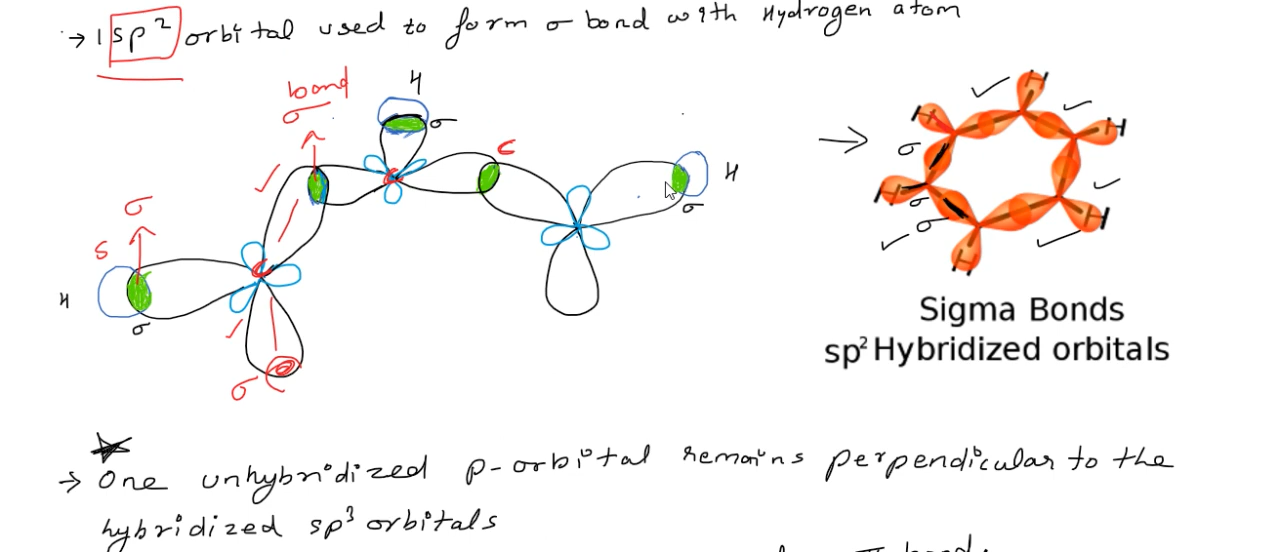 → 1 sp² orbital used to form σ bond with Hydrogen atom
bond
σ
H
σ
C
C
H
σ
σ
S
H
σ
C
σ
H
H
H
H
H
H
σ
σ
σ
Sigma Bonds
sp² Hybridized orbitals
→ One unhybridized p-orbital remains perpendicular to the
hybridized sp³ orbitals
π bond.